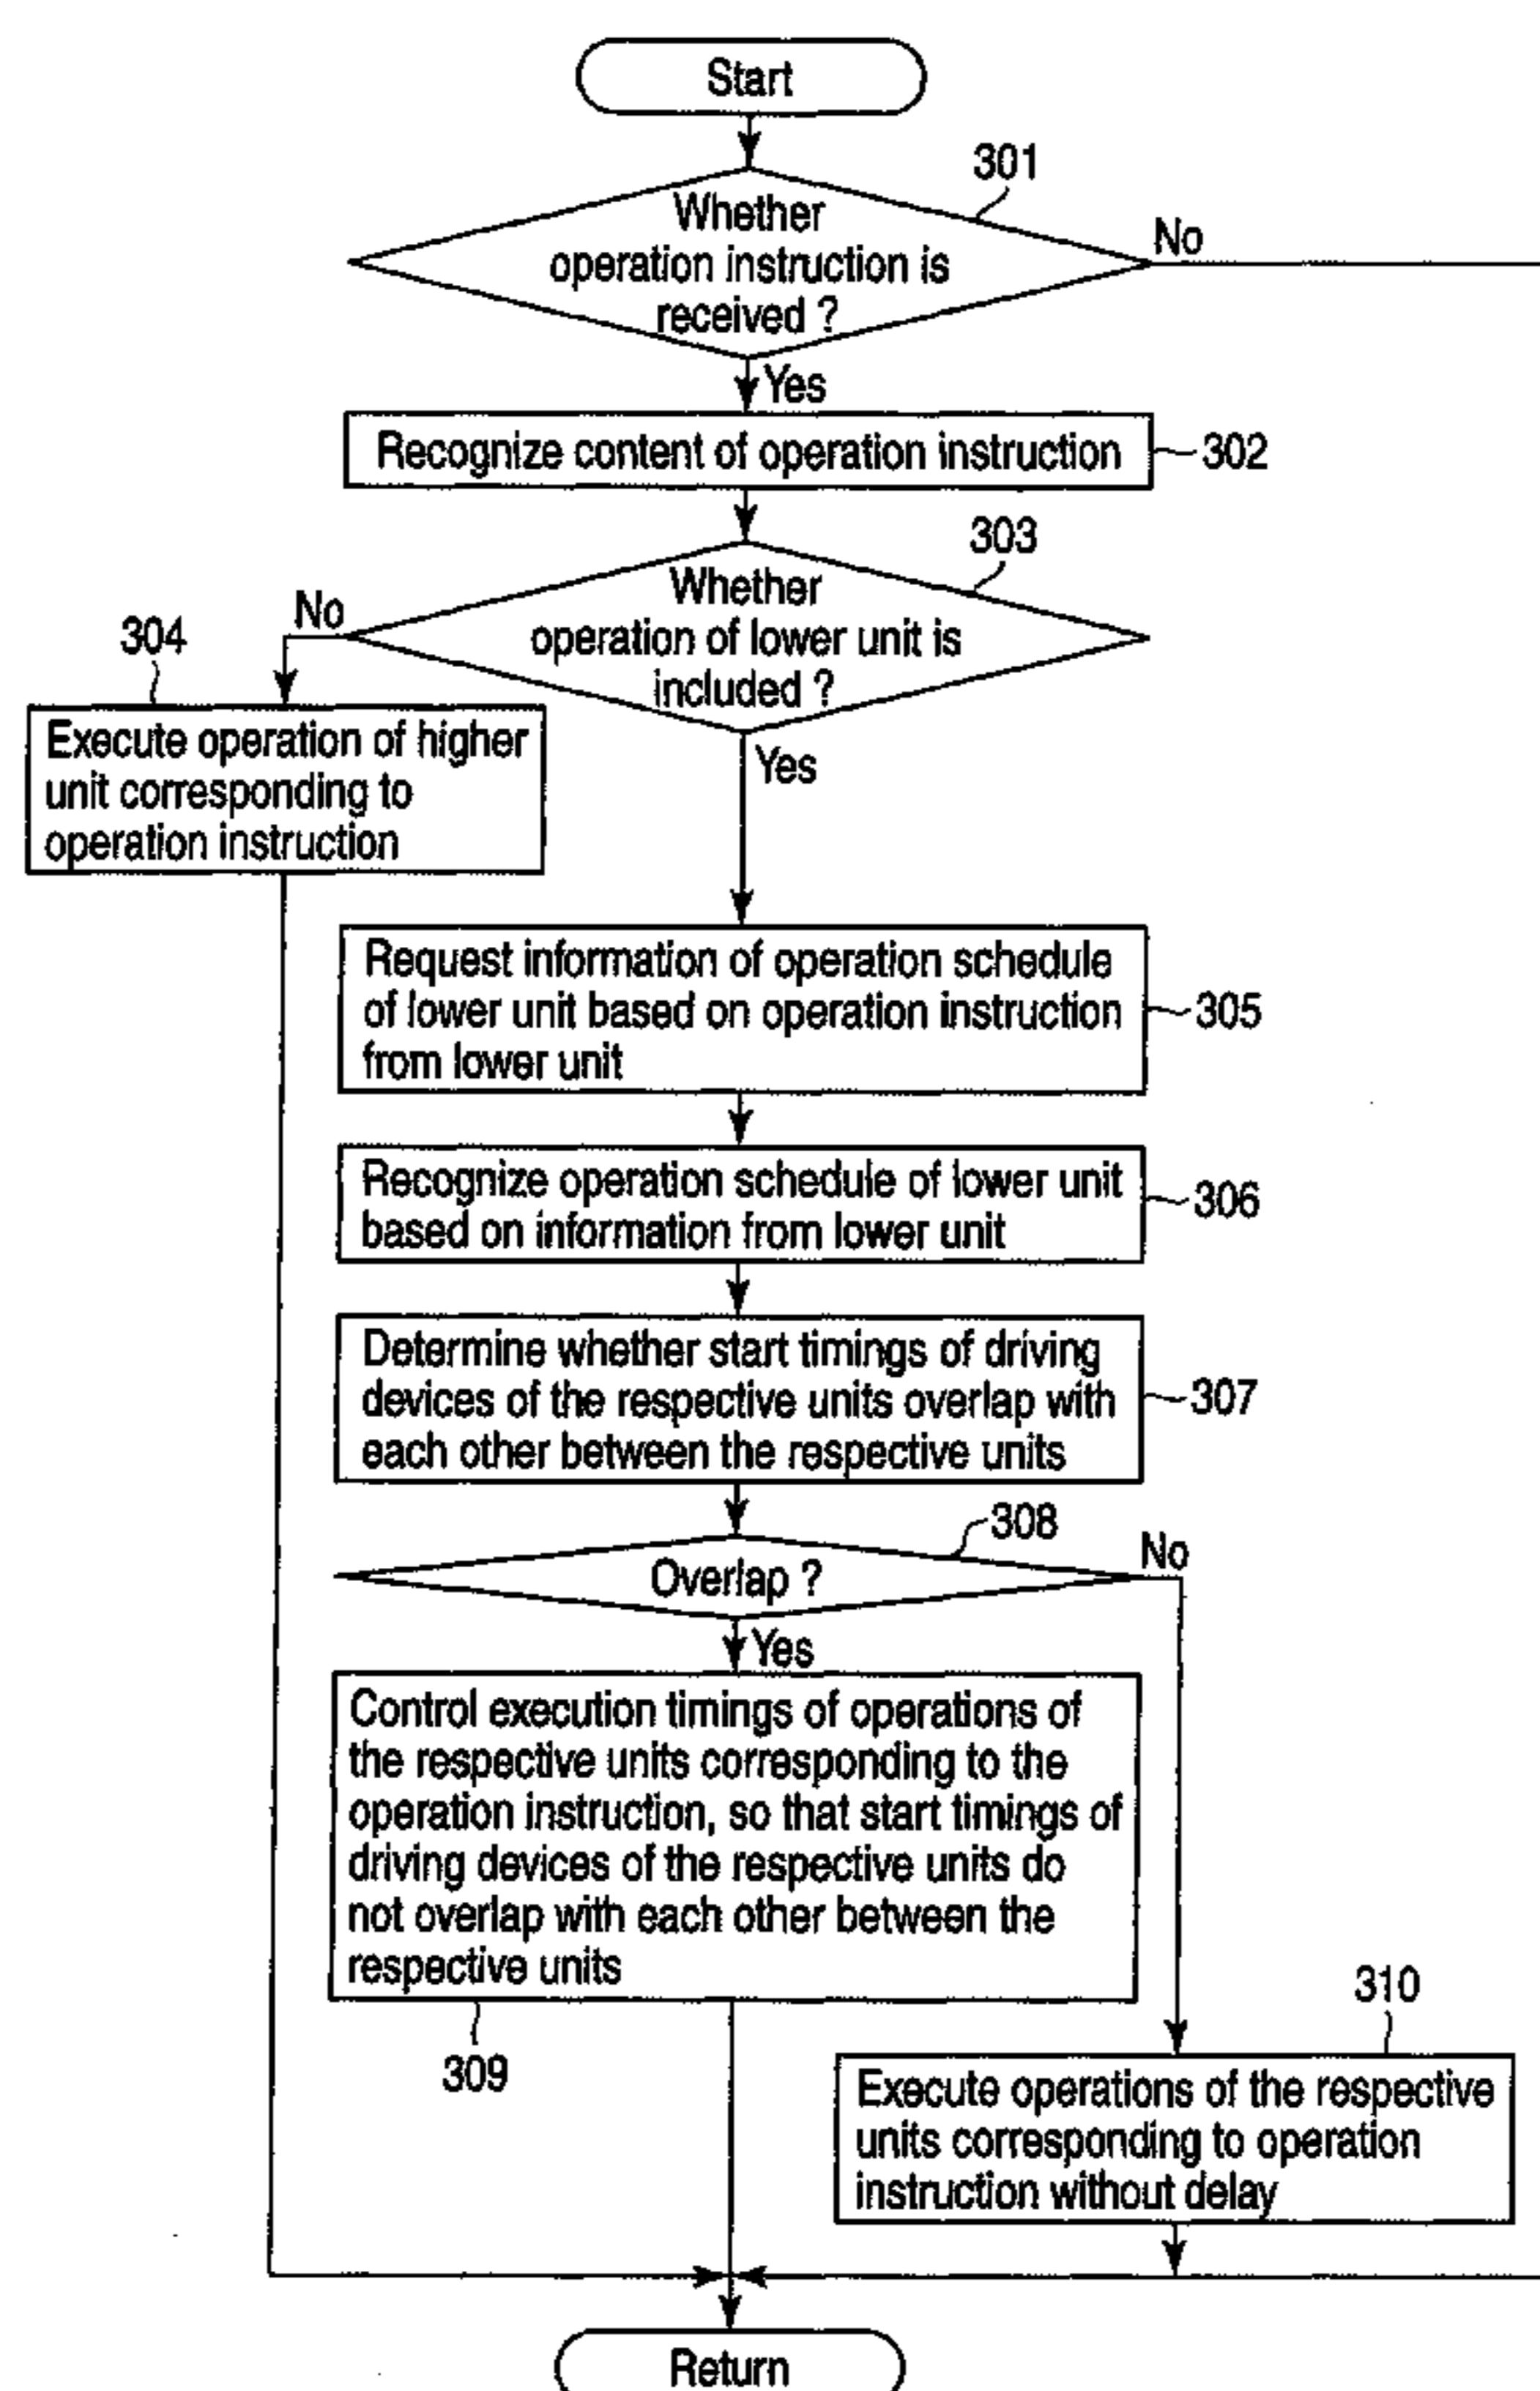 Start
301
Whether
operation instruction is
received ?
No
Yes
Recognize content of operation instruction
302
303
Whether
operation of lower unit is
included ?
No
304
Yes
Execute operation of higher
unit corresponding to
operation instruction
Request information of operation schedule
of lower unit based on operation instruction
from lower unit
305
Recognize operation schedule of lower unit
based on information from lower unit
306
Determine whether start timings of driving
devices of the respective units overlap with
each other between the respective units
307
308
Overlap ?
No
Yes
Control execution timings of operations of
the respective units corresponding to the
operation instruction, so that start timings of
driving devices of the respective units do
not overlap with each other between the
respective units
309
310
Execute operations of the respective
units corresponding to operation
instruction without delay
Return